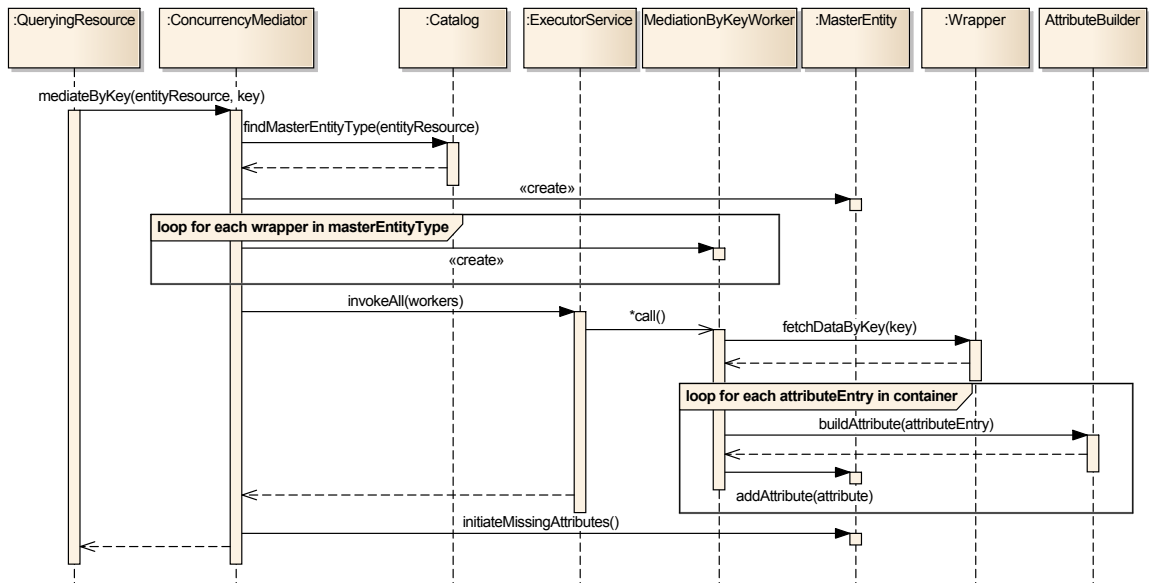 :QueryingResource
:ConcurrencyMediator
:Catalog
:ExecutorService
MediationByKeyWorker
:MasterEntity
:Wrapper
AttributeBuilder
mediateByKey(entityResource, key)
findMasterEntityType(entityResource)
«create»
loop for each wrapper in masterEntityType
«create»
invokeAll(workers)
*call()
fetchDataByKey(key)
loop for each attributeEntry in container
buildAttribute(attributeEntry)
addAttribute(attribute)
initiateMissingAttributes()